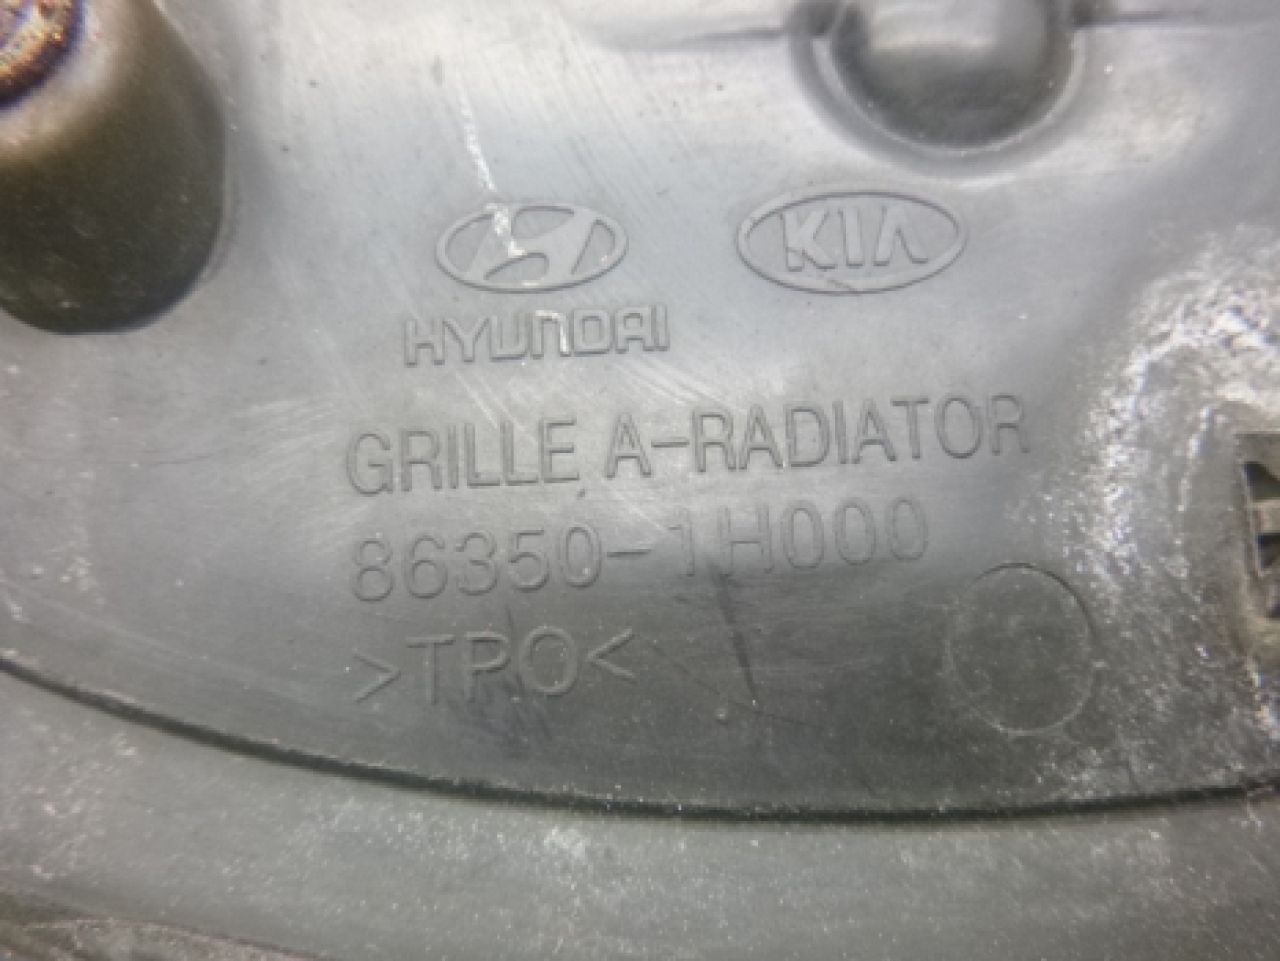 KIA
HYUNDAI
GRILLE A-RADIATOR
86350-1H000
>TPO<